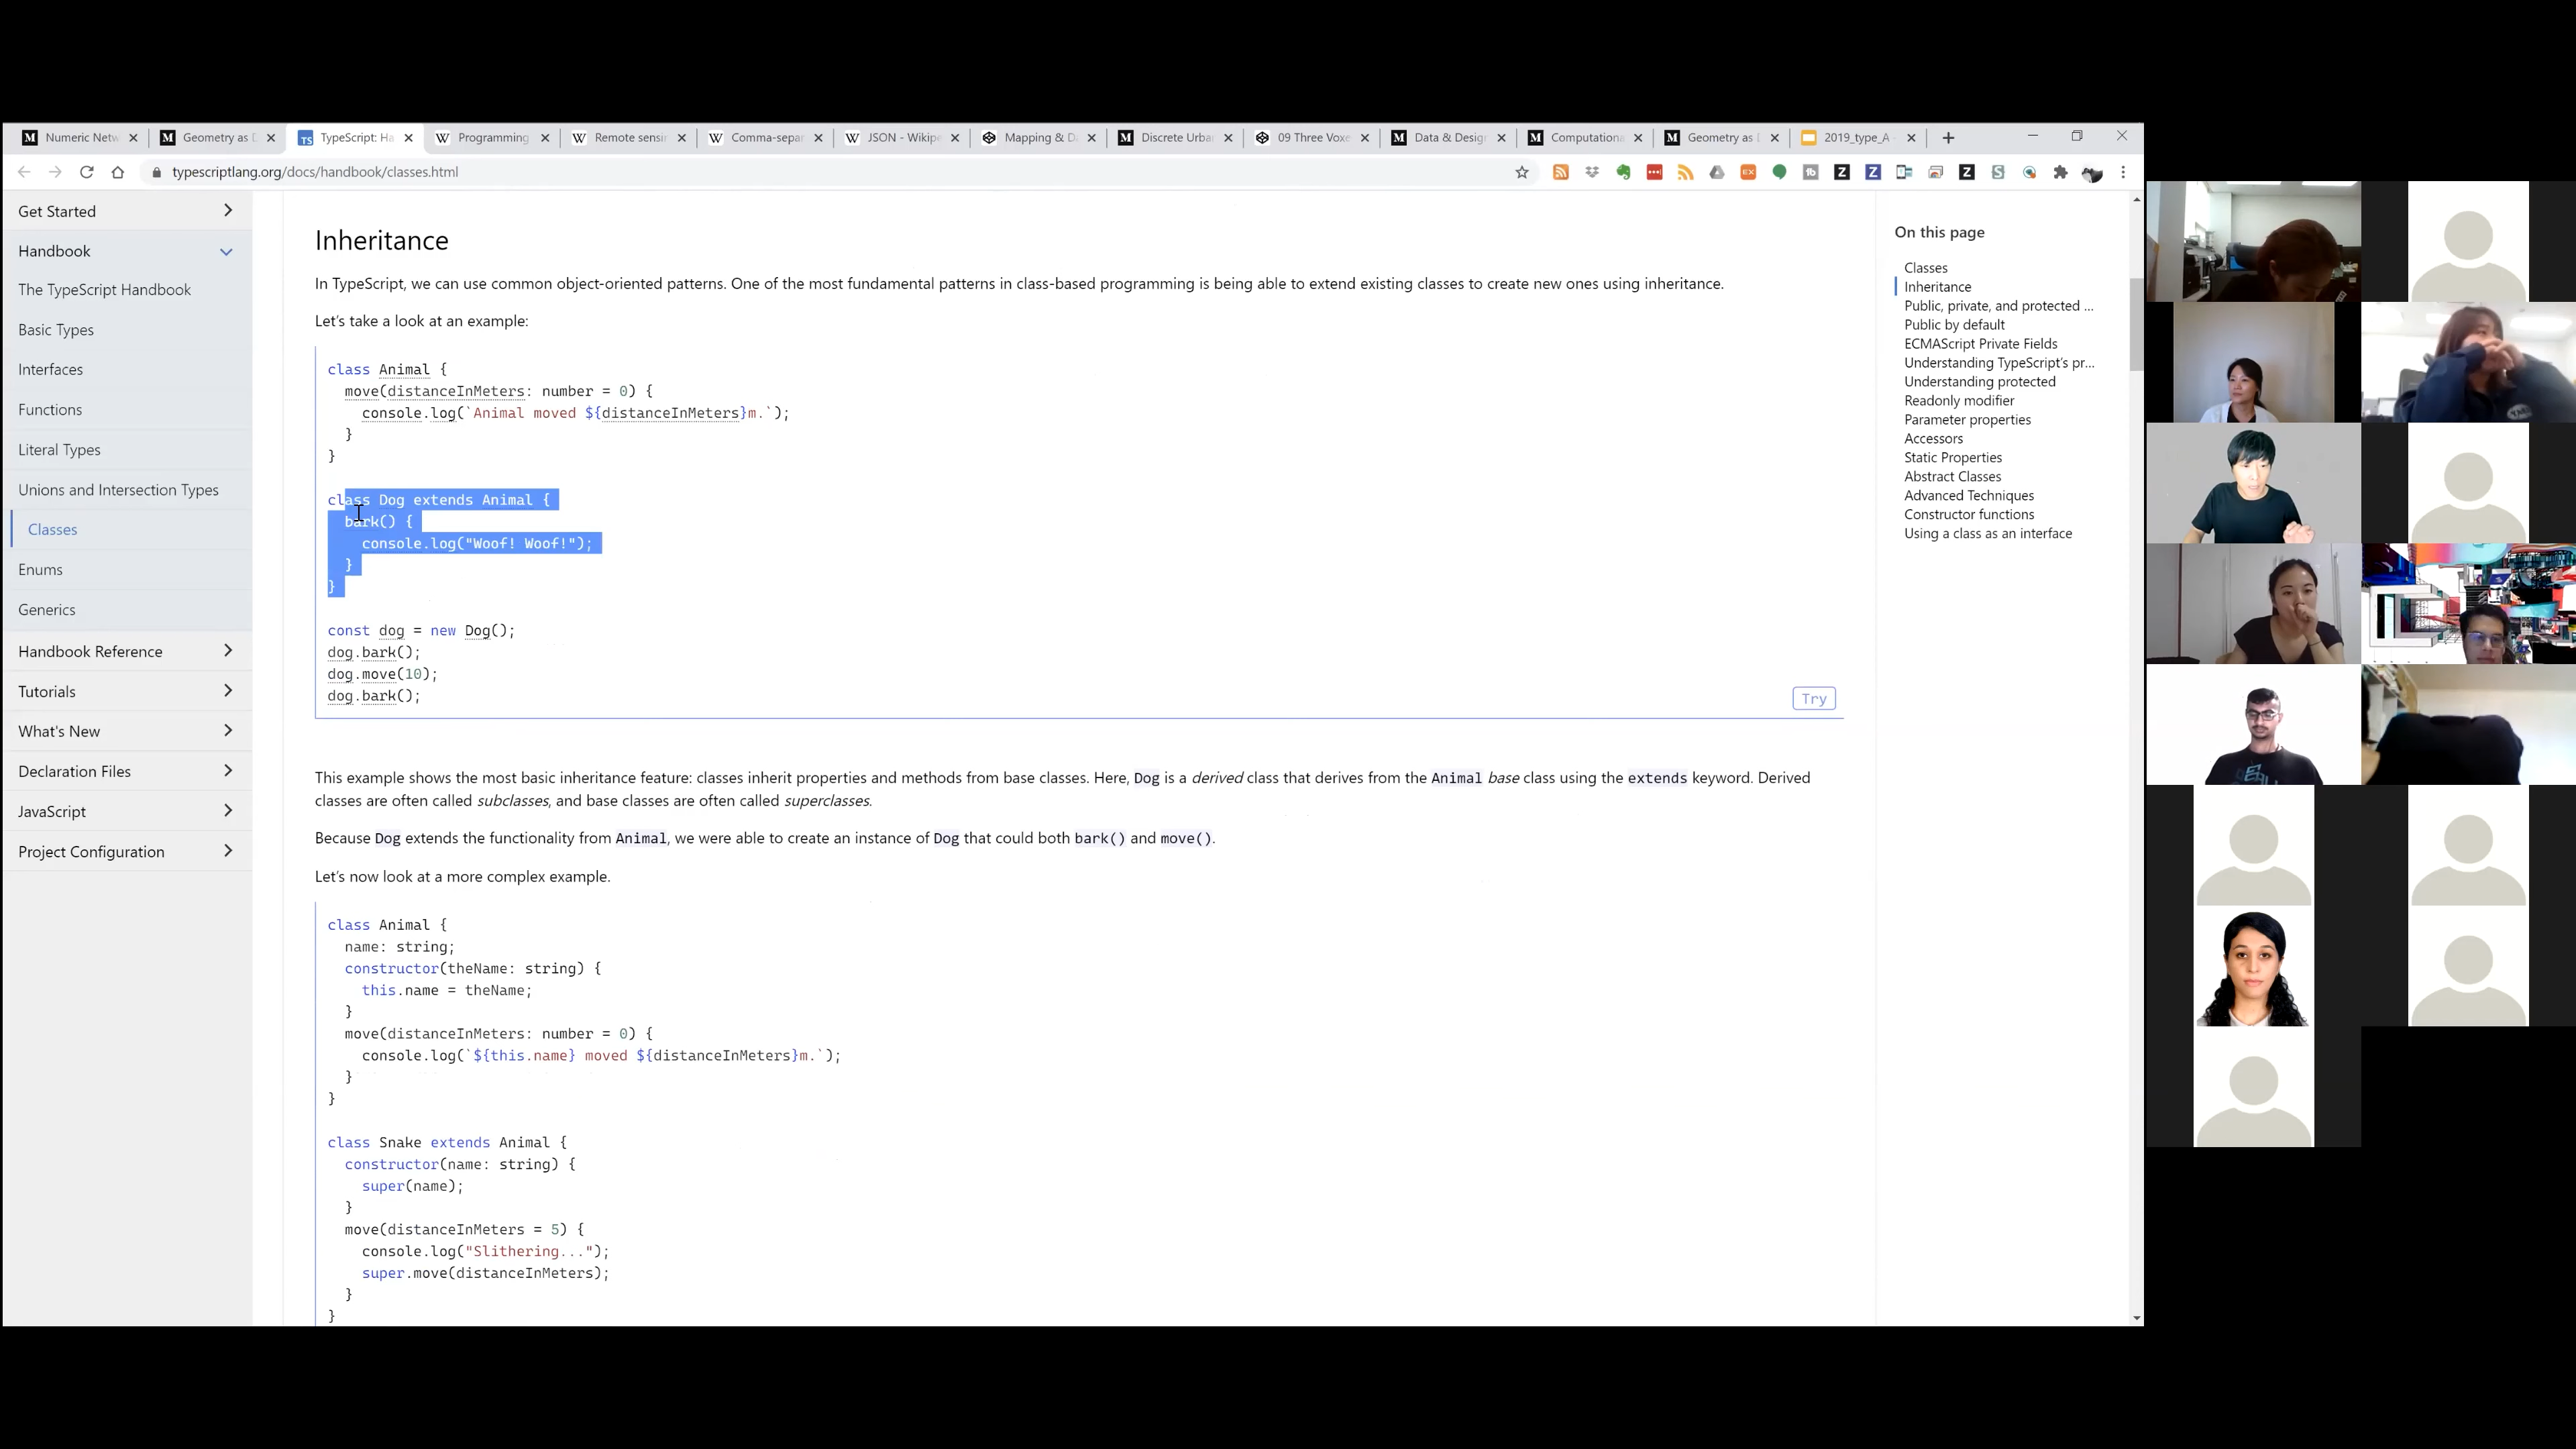 Numeric Netw
Geometry as D
TypeScript: Ha
Programming
Remote sensin
Comma-separ
JSON - Wikipe
Mapping & Da
Discrete Urba
09 Three Voxe
Data & Design
Computationa
Geometry as D
2019_type_A
typescriptlang.org/docs/handbook/classes.html
Get Started
Handbook
The TypeScript Handbook
Basic Types
Interfaces
Functions
Literal Types
Unions and Intersection Types
Classes
Enums
Generics
Handbook Reference
Tutorials
What's New
Declaration Files
JavaScript
Project Configuration
Inheritance
In TypeScript, we can use common object-oriented patterns. One of the most fundamental patterns in class-based programming is being able to extend existing classes to create new ones using inheritance.
Let's take a look at an example:
class Animal {
move(distanceInMeters: number = 0) {
console.log(`Animal moved ${distanceInMeters}m.`);
}
}
class Dog extends Animal {
bark() {
console.log("Woof! Woof!");
}
}
const dog = new Dog();
dog.bark();
dog.move(10);
dog.bark();
Try
This example shows the most basic inheritance feature: classes inherit properties and methods from base classes. Here, Dog is a derived class that derives from the Animal base class using the extends keyword. Derived
classes are often called subclasses, and base classes are often called superclasses.
Because Dog extends the functionality from Animal, we were able to create an instance of Dog that could both bark() and move().
Let's now look at a more complex example.
class Animal {
name: string;
constructor(theName: string) {
this.name = theName;
}
move(distanceInMeters: number = 0) {
console.log(`${this.name} moved ${distanceInMeters}m.`);
}
}
class Snake extends Animal {
constructor(name: string) {
super(name);
}
move(distanceInMeters = 5) {
console.log("Slithering...");
super.move(distanceInMeters);
}
}
On this page
Classes
Inheritance
Public, private, and protected ...
Public by default
ECMAScript Private Fields
Understanding TypeScript's pr...
Understanding protected
Readonly modifier
Parameter properties
Accessors
Static Properties
Abstract Classes
Advanced Techniques
Constructor functions
Using a class as an interface